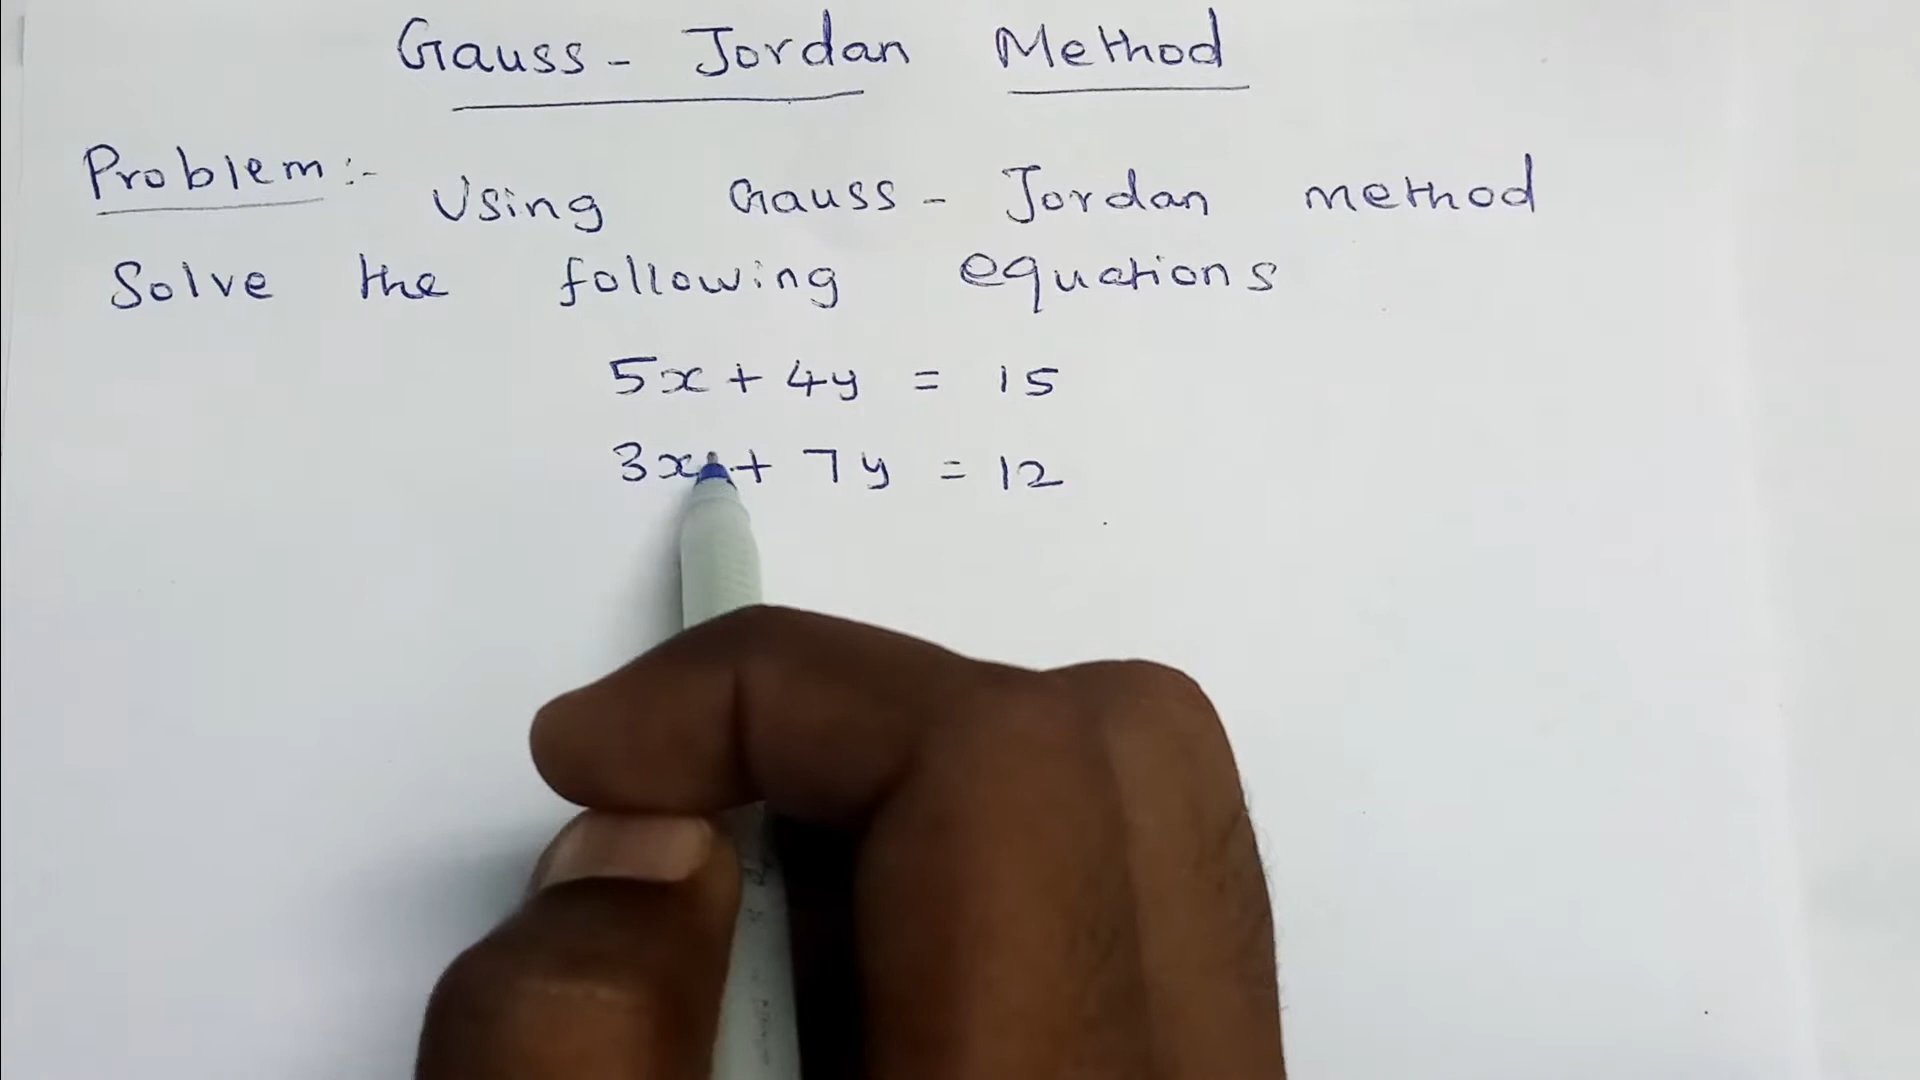 Gauss - Jordan Method
Problem:- Using Gauss - Jordan method
Solve the following equations
5x + 4y = 15
3x + 7y = 12